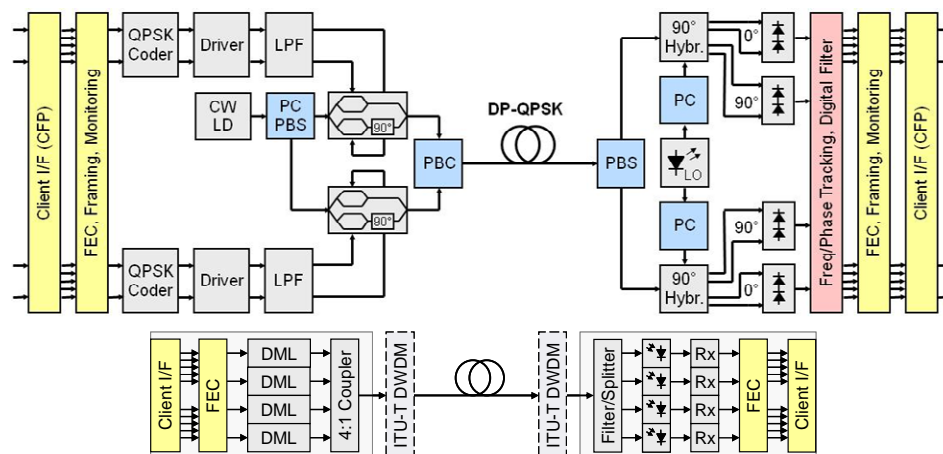 Client I/F (CFP)
FEC, Framing, Monitoring
QPSK
Coder
Driver
LPF
CW
LD
PC
PBS
90°
90°
QPSK
Coder
Driver
LPF
PBC
DP-QPSK
PBS
90°
Hybr.
0°
PC
90°
LO
PC
90°
90°
Hybr.
0°
Freq/Phase Tracking, Digital Filter
FEC, Framing, Monitoring
Client I/F (CFP)
Client I/F
FEC
DML
DML
DML
DML
4:1 Coupler
ITU-T DWDM
ITU-T DWDM
Filter/Splitter
Rx
Rx
Rx
Rx
FEC
Client I/F